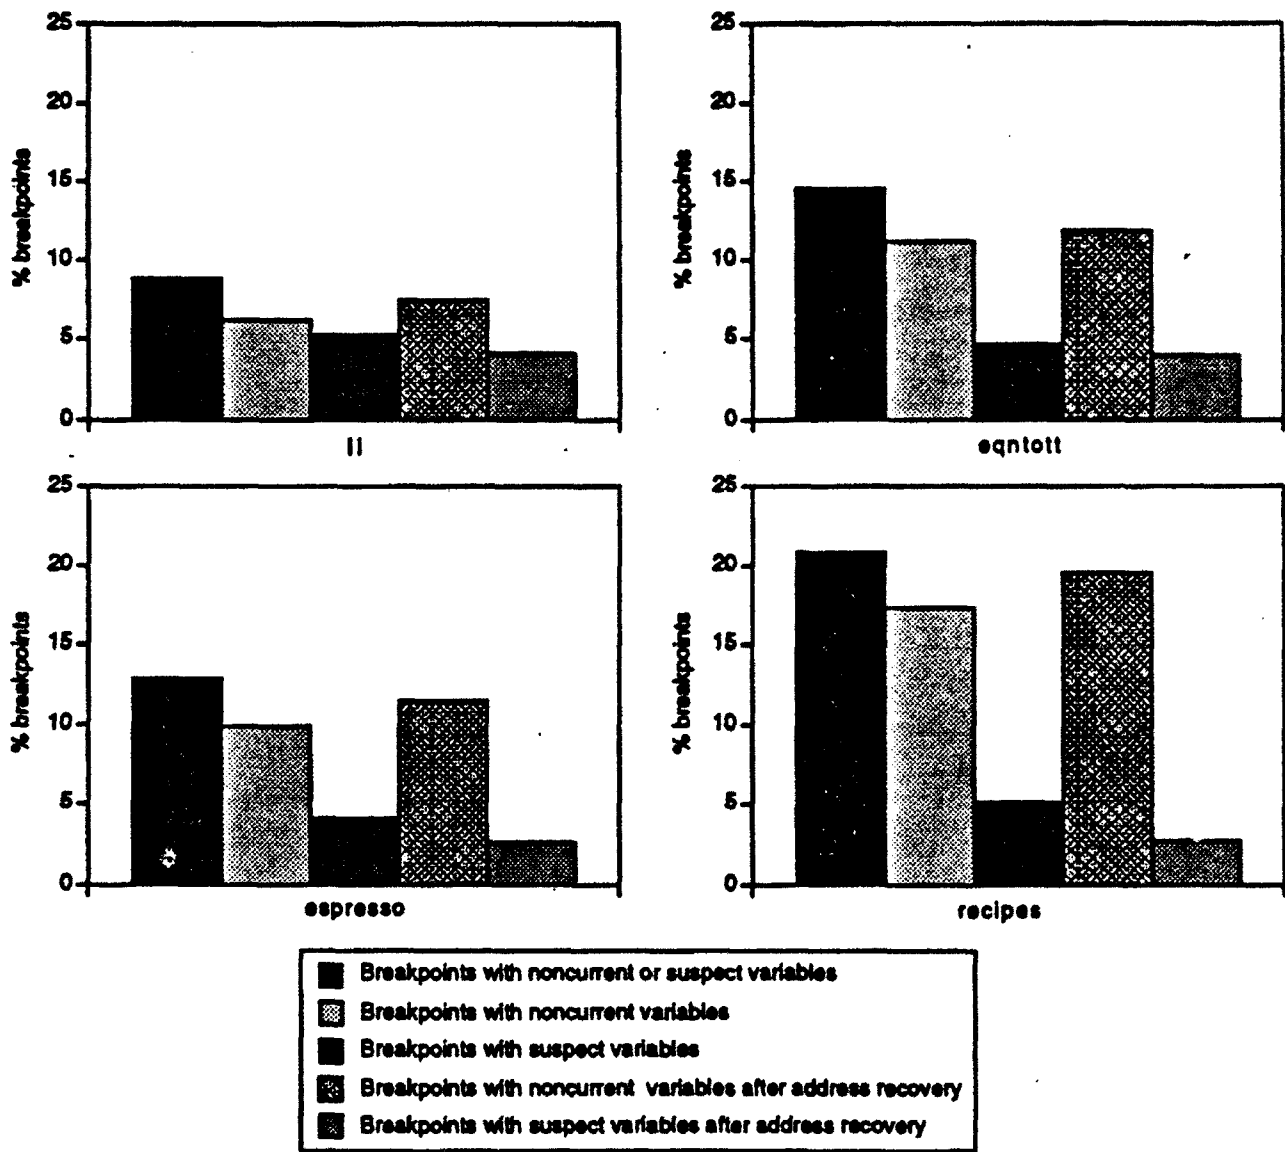 25
20
15
10
5
0
% breakpoints
li
25
20
15
10
5
0
% breakpoints
eqntott
25
20
15
10
5
0
% breakpoints
espresso
25
20
15
10
5
0
% breakpoints
recipes
Breakpoints with noncurrent or suspect variables
Breakpoints with noncurrent variables
Breakpoints with suspect variables
Breakpoints with noncurrent variables after address recovery
Breakpoints with suspect variables after address recovery